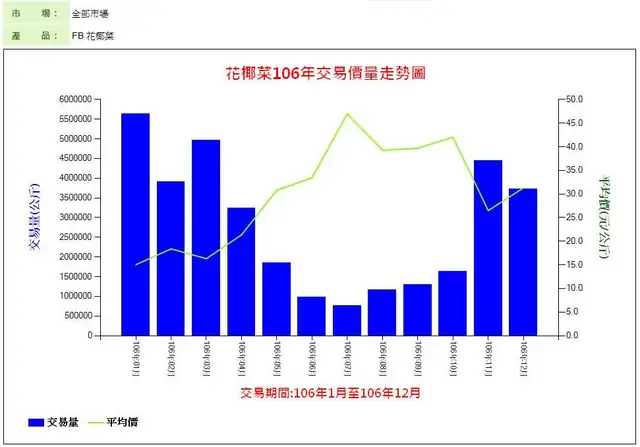 市　場： 全部市場
產　品： FB 花椰菜
花椰菜106年交易價量走勢圖
6000000
5500000
5000000
4500000
4000000
3500000
3000000
2500000
2000000
1500000
1000000
500000
0
交易量(公斤)
50.0
45.0
40.0
35.0
30.0
25.0
20.0
15.0
10.0
5.0
0.0
平均價(元/公斤)
106年01月
106年02月
106年03月
106年04月
106年05月
106年06月
106年07月
106年08月
106年09月
106年10月
106年11月
106年12月
交易期間:106年1月至106年12月
交易量 平均價